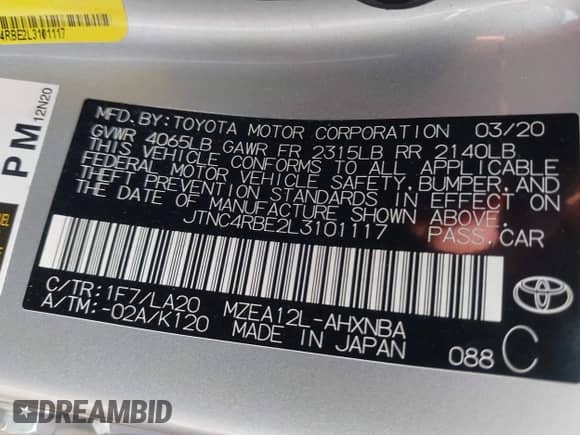 4RBE2L3101117
PM
12N20
MFD.BY:TOYOTA MOTOR CORPORATION 03/20
GVWR 4065LB GAWR FR 2315LB RR 2140LB
THIS VEHICLE CONFORMS TO ALL APPLICABLE
FEDERAL MOTOR VEHICLE SAFETY,BUMPER,AND
THEFT PREVENTION STANDARDS IN EFFECT ON
THE DATE OF MANUFACTURE SHOWN ABOVE.
JTNC4RBE2L3101117 PASS.CAR
C/TR:1F7/LA20 MZEA12L-AHXNBA
A/TM:-02A/K120 MADE IN JAPAN
TOYOTA
088 C
DREAMBID